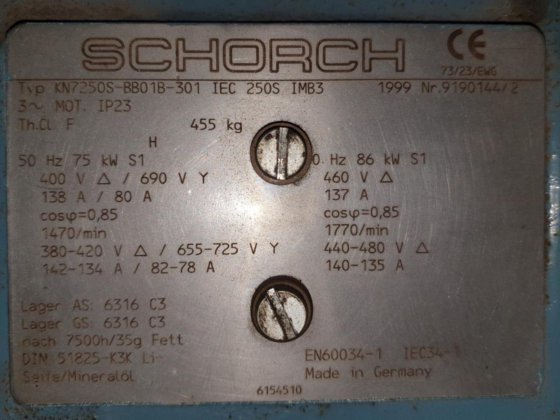 SCHORCH
CE
73/23/EWG
Typ KN7250S-BB01B-301 IEC 250S IMB3 1999 Nr.9190144/2
3~ MOT. IP23
Th.Cl. F 455 kg
H
50 Hz 75 kW S1 0 Hz 86 kW S1
400 V △ / 690 V Y 460 V △
138 A / 80 A 137 A
cosφ=0,85 cosφ=0,85
1470/min 1770/min
380-420 V △ / 655-725 V Y 440-480 V △
142-134 A / 82-78 A 140-135 A
Lager AS: 6316 C3
Lager GS: 6316 C3
nach 7500h/35g Fett
DIN 51825-K3K Li-
Seife/Mineralöl
EN60034-1 IEC34-1
Made in Germany
6154510